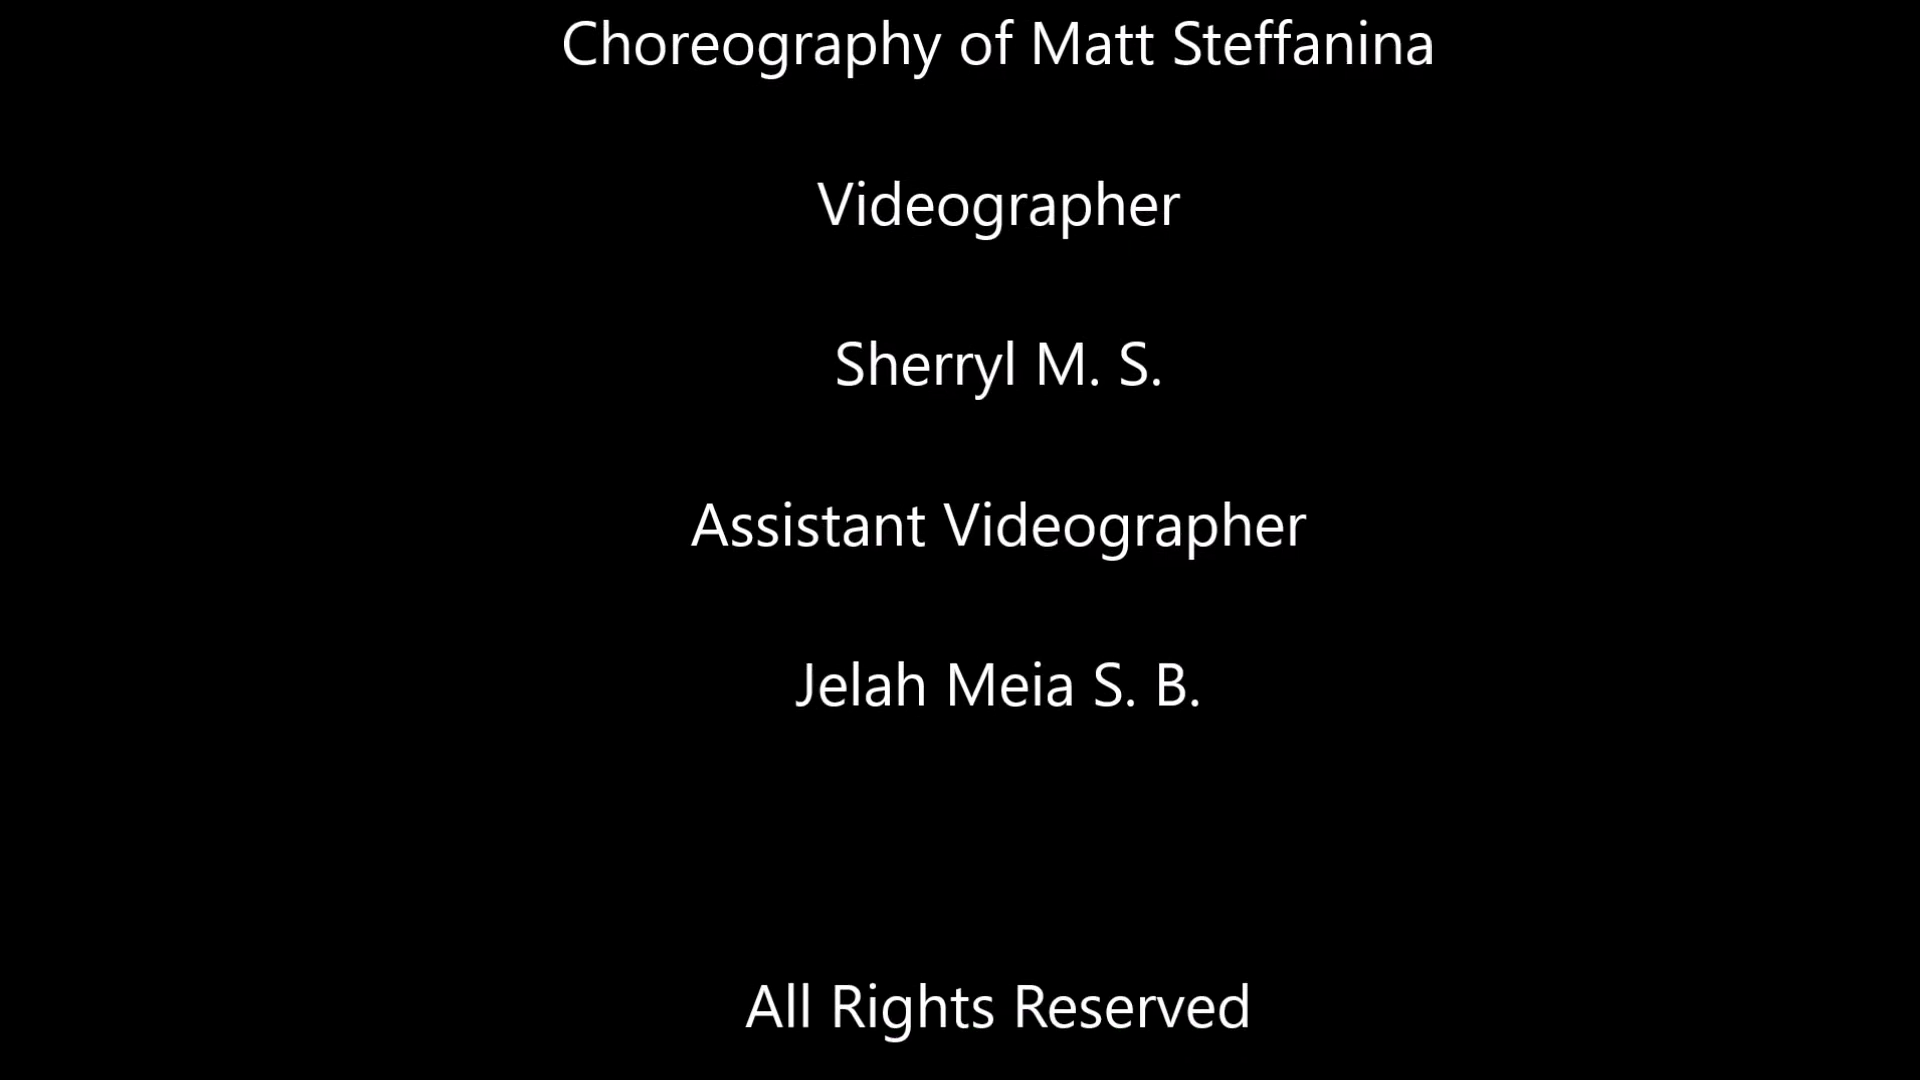 Choreography of Matt Steffanina
Videographer
Sherryl M. S.
Assistant Videographer
Jelah Meia S. B.
All Rights Reserved